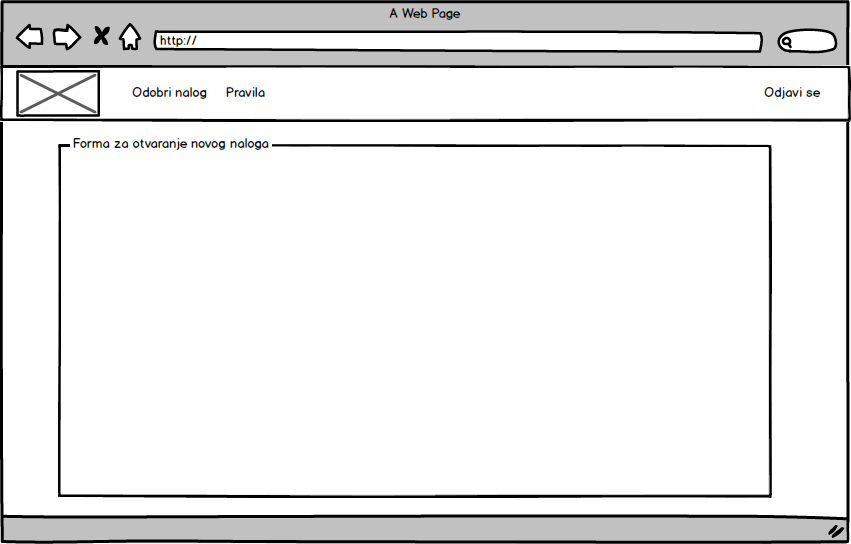 A Web Page
http://
Odobri nalog Pravila Odjavi se
Forma za otvaranje novog naloga